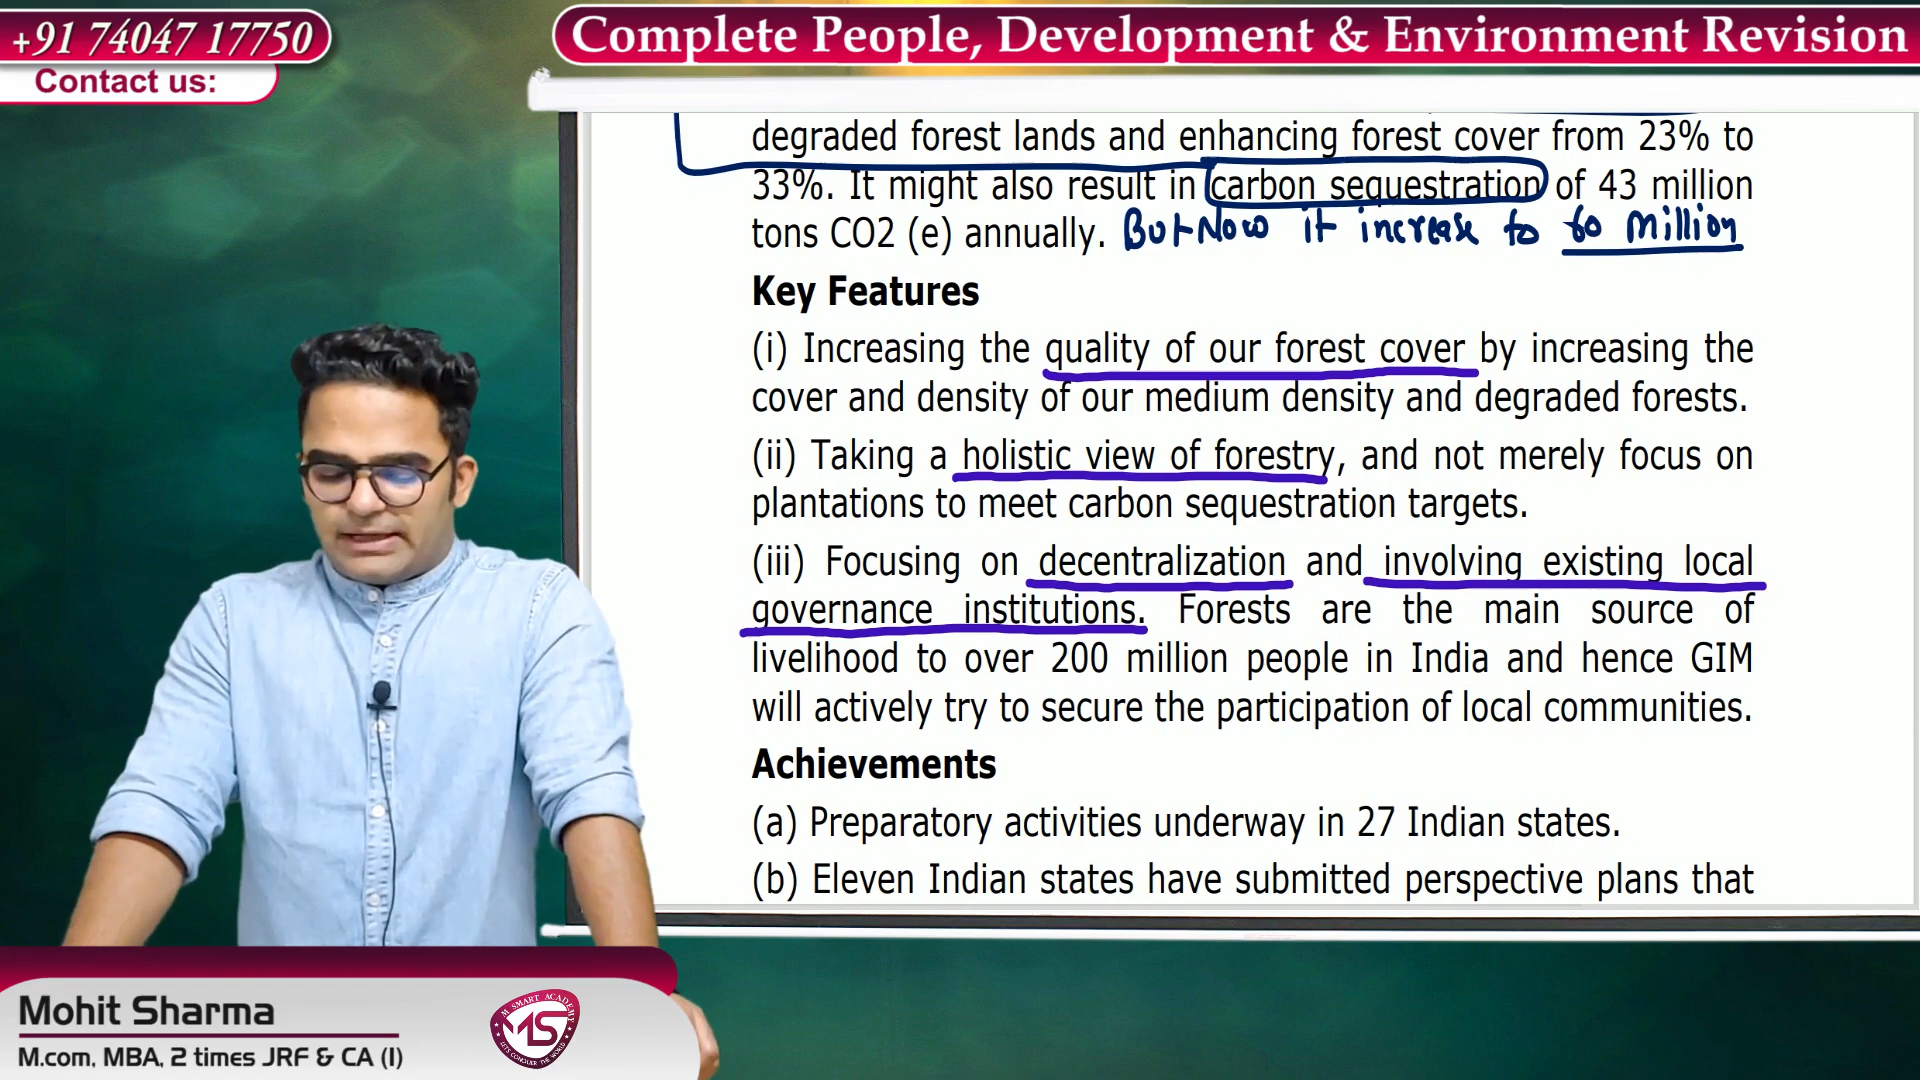 +91 74047 17750
Contact us:
Complete People, Development & Environment Revision
degraded forest lands and enhancing forest cover from 23% to
33%. It might also result in carbon sequestration of 43 million
tons CO2 (e) annually. But Now it increase to 60 Million
Key Features
(i) Increasing the quality of our forest cover by increasing the
cover and density of our medium density and degraded forests.
(ii) Taking a holistic view of forestry, and not merely focus on
plantations to meet carbon sequestration targets.
(iii) Focusing on decentralization and involving existing local
governance institutions. Forests are the main source of
livelihood to over 200 million people in India and hence GIM
will actively try to secure the participation of local communities.
Achievements
(a) Preparatory activities underway in 27 Indian states.
(b) Eleven Indian states have submitted perspective plans that
Mohit Sharma
M.com, MBA, 2 times JRF & CA (I)
M SMART ACADEMY
MS
LETS CONQUER THE WORLD